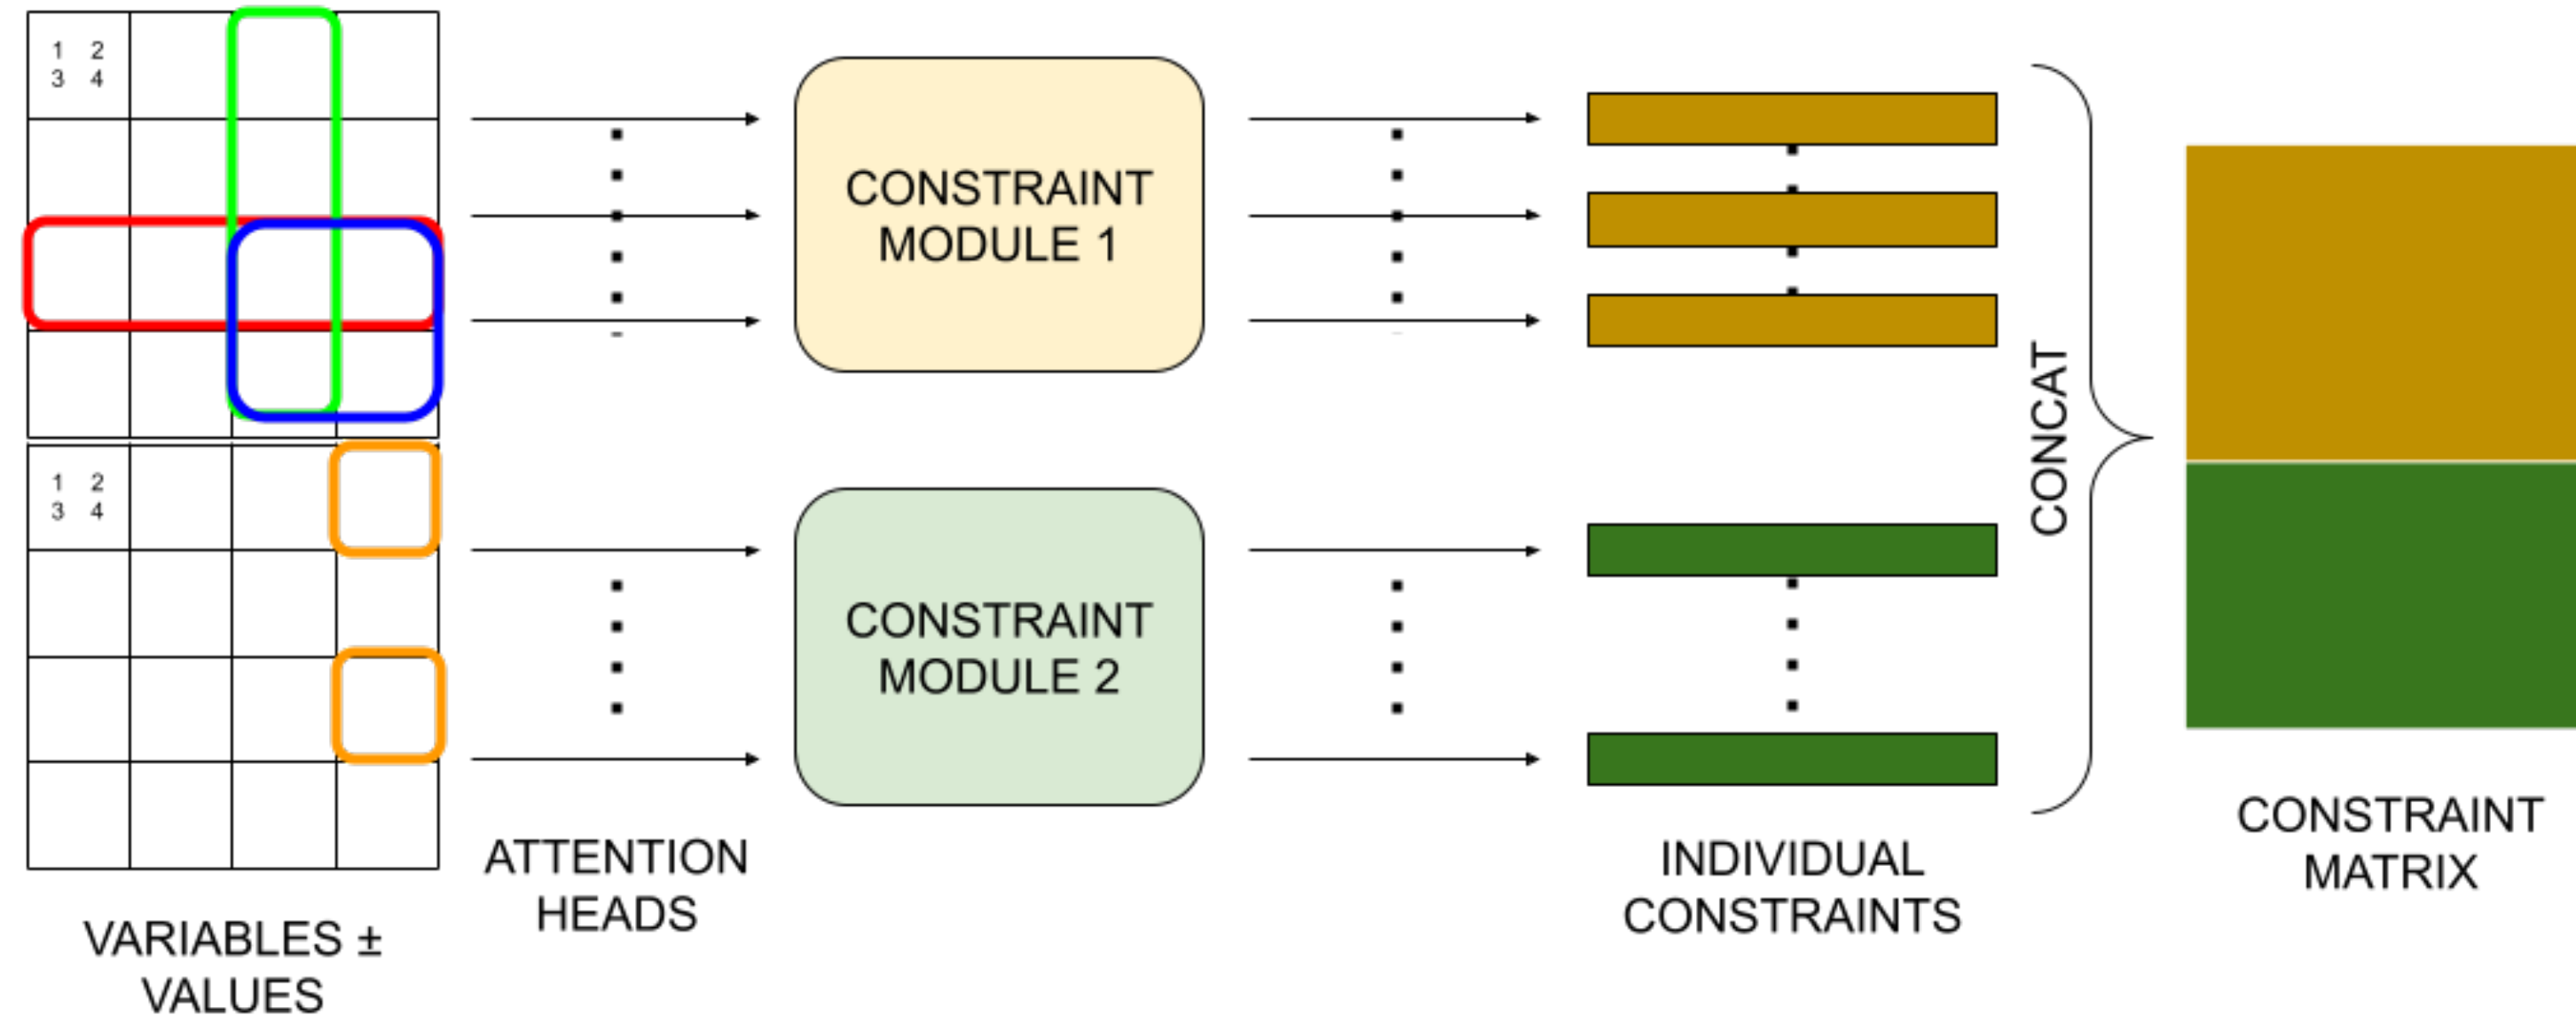 1 2
3 4
1 2
3 4
VARIABLES ±
VALUES
ATTENTION
HEADS
CONSTRAINT
MODULE 1
CONSTRAINT
MODULE 2
INDIVIDUAL
CONSTRAINTS
CONCAT
CONSTRAINT
MATRIX